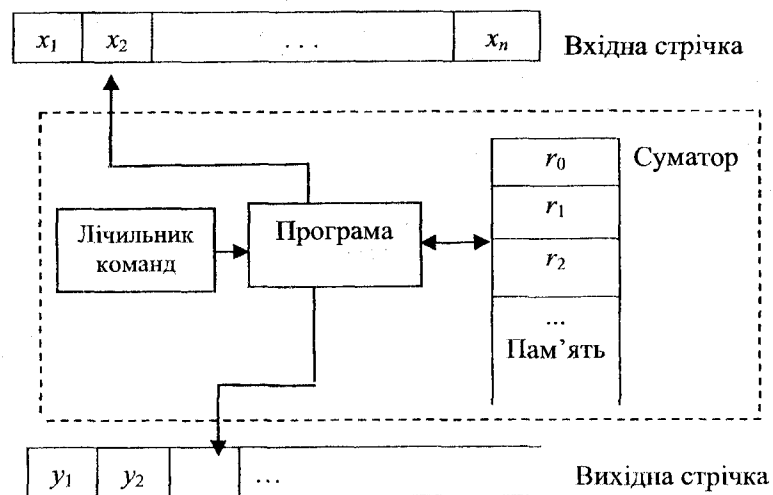 x1 x2 ... xn Вхідна стрічка
r0 Суматор
r1
Лічильник
команд
Програма
r2
...
Пам’ять
y1 y2 ... Вихідна стрічка